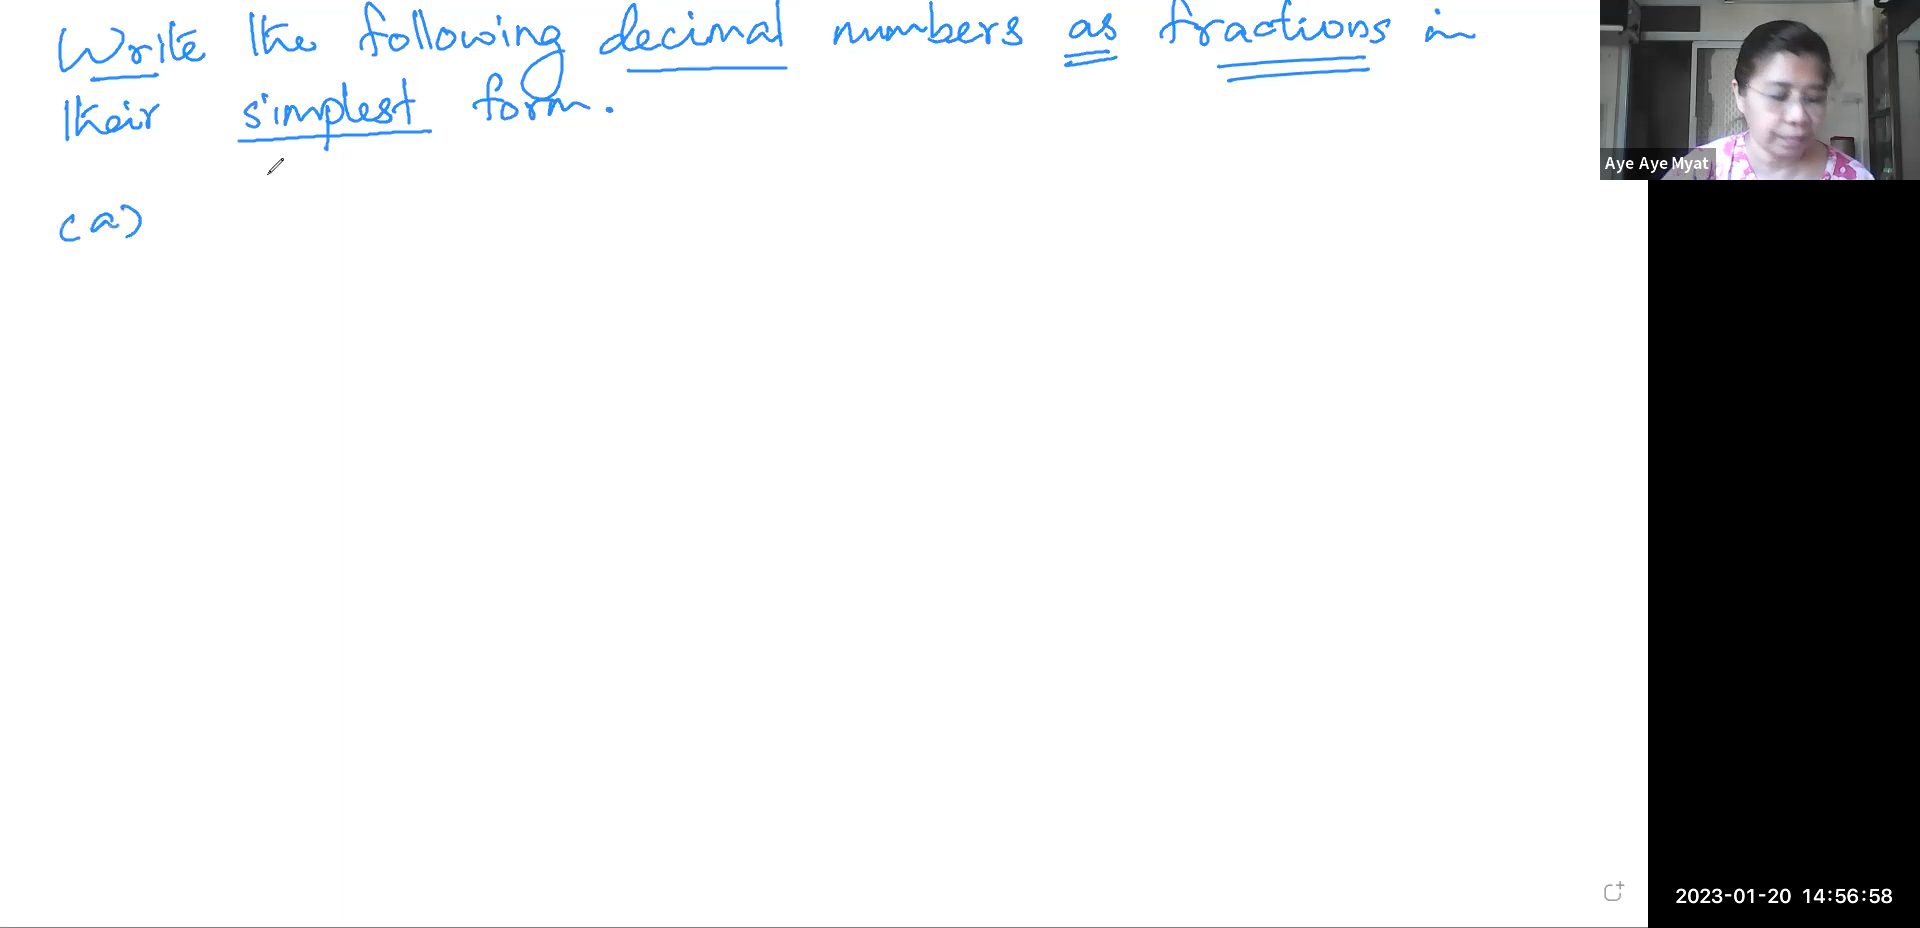 Write the following decimal numbers as fractions in
their simplest form.
(a)
Aye Aye Myat
2023-01-20 14:56:58